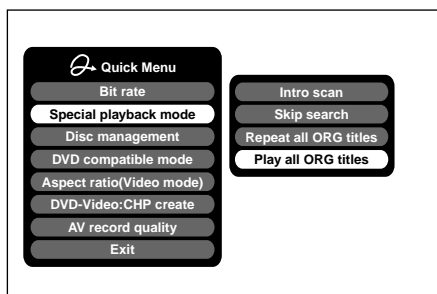 Quick Menu
Bit rate
Special playback mode
Disc management
DVD compatible mode
Aspect ratio(Video mode)
DVD-Video:CHP create
AV record quality
Exit
Intro scan
Skip search
Repeat all ORG titles
Play all ORG titles